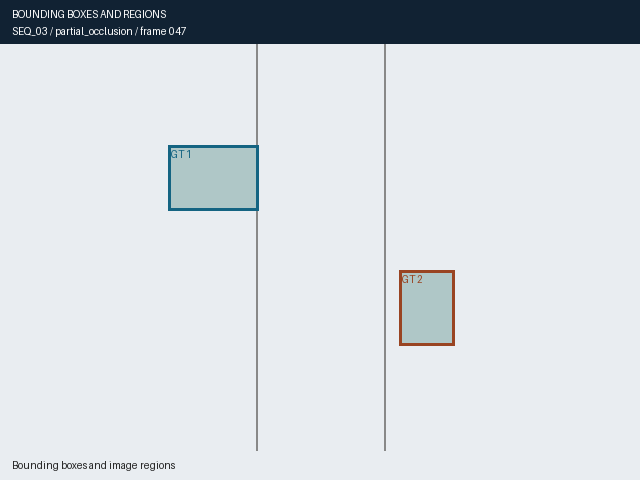 BOUNDING BOXES AND REGIONS
SEQ_03 / partial_occlusion / frame 047
GT1
GT2
Bounding boxes and image regions